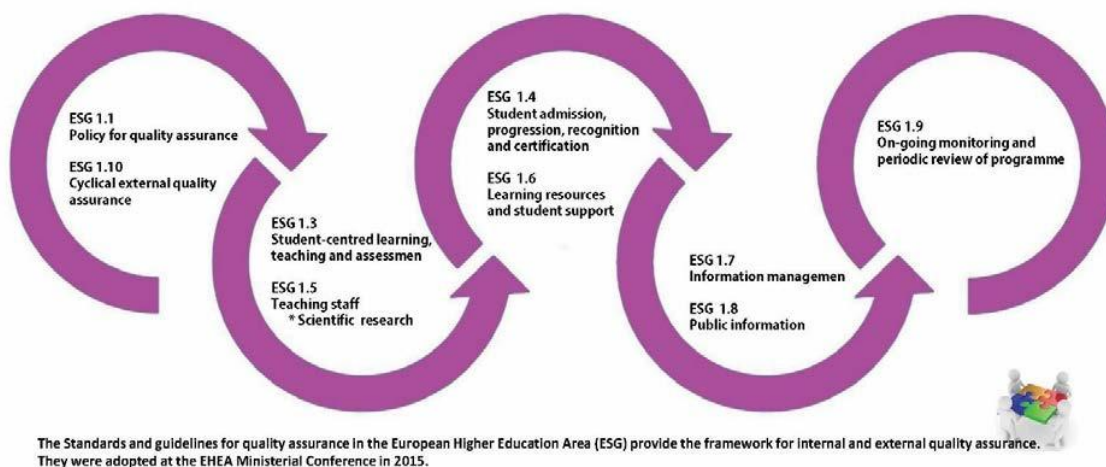 ESG 1.1
Policy for quality assurance
ESG 1.10
Cyclical external quality
assurance
ESG 1.3
Student-centred learning,
teaching and assessmen
ESG 1.5
Teaching staff
* Scientific research
ESG 1.4
Student admission,
progression, recognition
and certification
ESG 1.6
Learning resources
and student support
ESG 1.7
Information managemen
ESG 1.8
Public information
ESG 1.9
On-going monitoring and
periodic review of programme
The Standards and guidelines for quality assurance in the European Higher Education Area (ESG) provide the framework for internal and external quality assurance.
They were adopted at the EHEA Ministerial Conference in 2015.